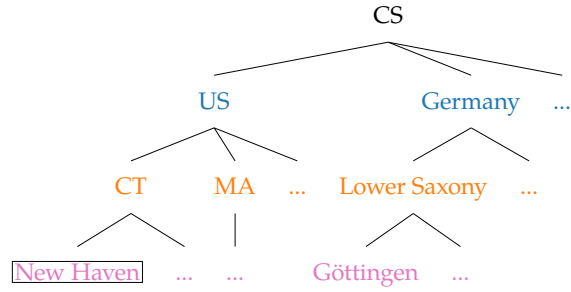 CS
US Germany ...
CT MA ... Lower Saxony ...
New Haven ... ... Göttingen ...